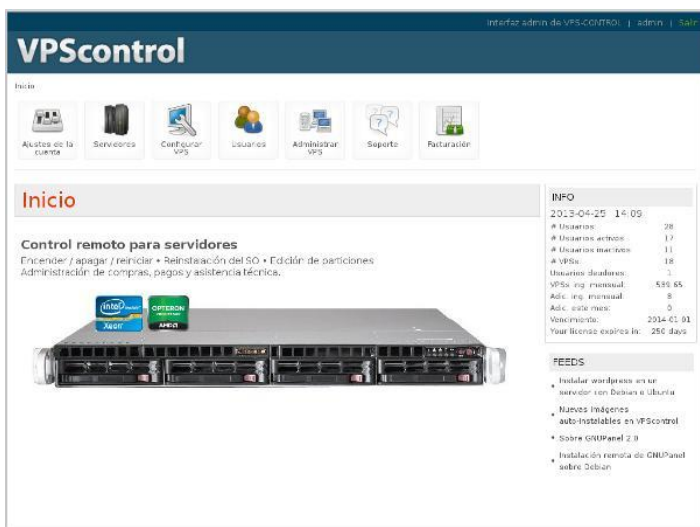 Interfaz admin de VPS-CONTROL | admin | Salir
VPScontrol
Inicio
Ajustes de la cuenta
Servidores
Configurar VPS
Usuarios
Administrar VPS
Soporte
Facturación
Inicio
Control remoto para servidores
Encender / apagar / reiniciar • Reinstalación del SO • Edición de particiones
Administración de compras, pagos y asistencia técnica.
intel
Xeon
OPTERON
AMD
INFO
2013-04-25 14:09
# Usuarios: 28
# Usuarios activos: 17
# Usuarios inactivos: 11
# VPSs: 18
Usuarios deudores: 1
VPSs ing. mensual: 539.65
Adic. ing. mensual: 8
Adic. este mes: 0
Vencimiento: 2014-01-01
Your license expires in: 250 days
FEEDS
Instalar wordpress en un
servidor con Debian o Ubuntu
Nuevas imágenes
auto-instalables en VPScontrol
Sobre GNUPanel 2.0
Instalación remota de GNUPanel
sobre Debian